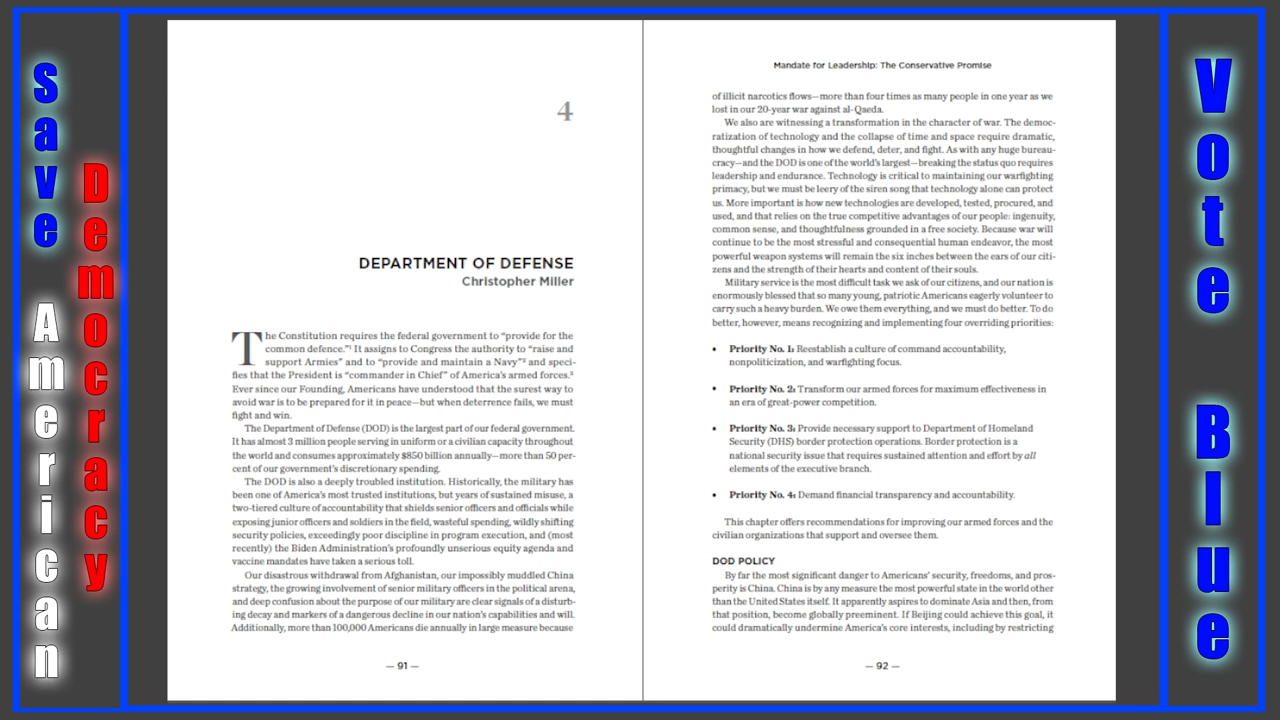 Save
American
Democracy
4
DEPARTMENT OF DEFENSE
Christopher Miller
The Constitution requires the federal government to “provide for the
common defence.”¹ It assigns to Congress the authority to “raise and
support Armies” and to “provide and maintain a Navy”² and speci-
fies that the President is “commander in Chief” of America’s armed forces.³
Ever since our Founding, Americans have understood that the surest way to
avoid war is to be prepared for it in peace—but when deterrence fails, we must
fight and win.
The Department of Defense (DOD) is the largest part of our federal government.
It has almost 3 million people serving in uniform or a civilian capacity throughout
the world and consumes approximately $850 billion annually—more than 50 per-
cent of our government’s discretionary spending.
The DOD is also a deeply troubled institution. Historically, the military has
been one of America’s most trusted institutions, but years of sustained misuse, a
two-tiered culture of accountability that shields senior officers and officials while
exposing junior officers and soldiers in the field, wasteful spending, wildly shifting
security policies, exceedingly poor discipline in program execution, and (most
recently) the Biden Administration’s profoundly unserious equity agenda and
vaccine mandates have taken a serious toll.
Our disastrous withdrawal from Afghanistan, our impossibly muddled China
strategy, the growing involvement of senior military officers in the political arena,
and deep confusion about the purpose of our military are clear signals of a disturb-
ing decay and markers of a dangerous decline in our nation’s capabilities and will.
Additionally, more than 100,000 Americans die annually in large measure because
— 91 —
Mandate for Leadership: The Conservative Promise
of illicit narcotics flows—more than four times as many people in one year as we
lost in our 20-year war against al-Qaeda.
We also are witnessing a transformation in the character of war. The democ-
ratization of technology and the collapse of time and space require dramatic,
thoughtful changes in how we defend, deter, and fight. As with any huge bureau-
cracy—and the DOD is one of the world’s largest—breaking the status quo requires
leadership and endurance. Technology is critical to maintaining our warfighting
primacy, but we must be leery of the siren song that technology alone can protect
us. More important is how new technologies are developed, tested, procured, and
used, and that relies on the true competitive advantages of our people: ingenuity,
common sense, and thoughtfulness grounded in a free society. Because war will
continue to be the most stressful and consequential human endeavor, the most
powerful weapon systems will remain the six inches between the ears of our citi-
zens and the strength of their hearts and content of their souls.
Military service is the most difficult task we ask of our citizens, and our nation is
enormously blessed that so many young, patriotic Americans eagerly volunteer to
carry such a heavy burden. We owe them everything, and we must do better. To do
better, however, means recognizing and implementing four overriding priorities:
• Priority No. 1: Reestablish a culture of command accountability,
nonpoliticization, and warfighting focus.
• Priority No. 2: Transform our armed forces for maximum effectiveness in
an era of great-power competition.
• Priority No. 3: Provide necessary support to Department of Homeland
Security (DHS) border protection operations. Border protection is a
national security issue that requires sustained attention and effort by all
elements of the executive branch.
• Priority No. 4: Demand financial transparency and accountability.
This chapter offers recommendations for improving our armed forces and the
civilian organizations that support and oversee them.
DOD POLICY
By far the most significant danger to Americans’ security, freedoms, and pros-
perity is China. China is by any measure the most powerful state in the world other
than the United States itself. It apparently aspires to dominate Asia and then, from
that position, become globally preeminent. If Beijing could achieve this goal, it
could dramatically undermine America’s core interests, including by restricting
— 92 —
Vote
Blue